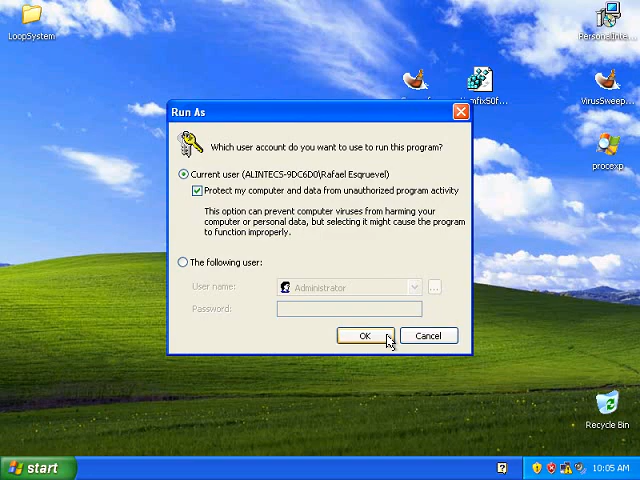 LoopSystem
PersonalInte...
Run As
Which user account do you want to use to run this program?
Current user (ALINTECS-9DC6D0\Rafael Esqruevel)
Protect my computer and data from unauthorized program activity
This option can prevent computer viruses from harming your
computer or personal data, but selecting it might cause the program
to function improperly.
The following user:
User name:
Administrator
...
Password:
OK
Cancel
VirusSweep...
procexp
Recycle Bin
start
10:05 AM